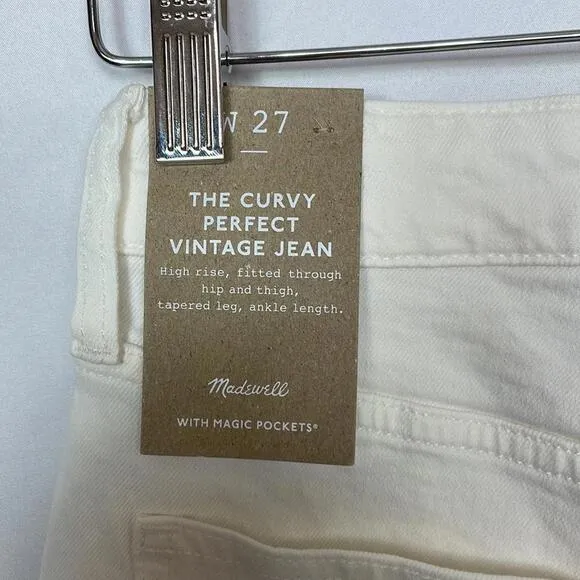 W 27
THE CURVY
PERFECT
VINTAGE JEAN
High rise, fitted through
hip and thigh,
tapered leg, ankle length.
Madewell
WITH MAGIC POCKETS®